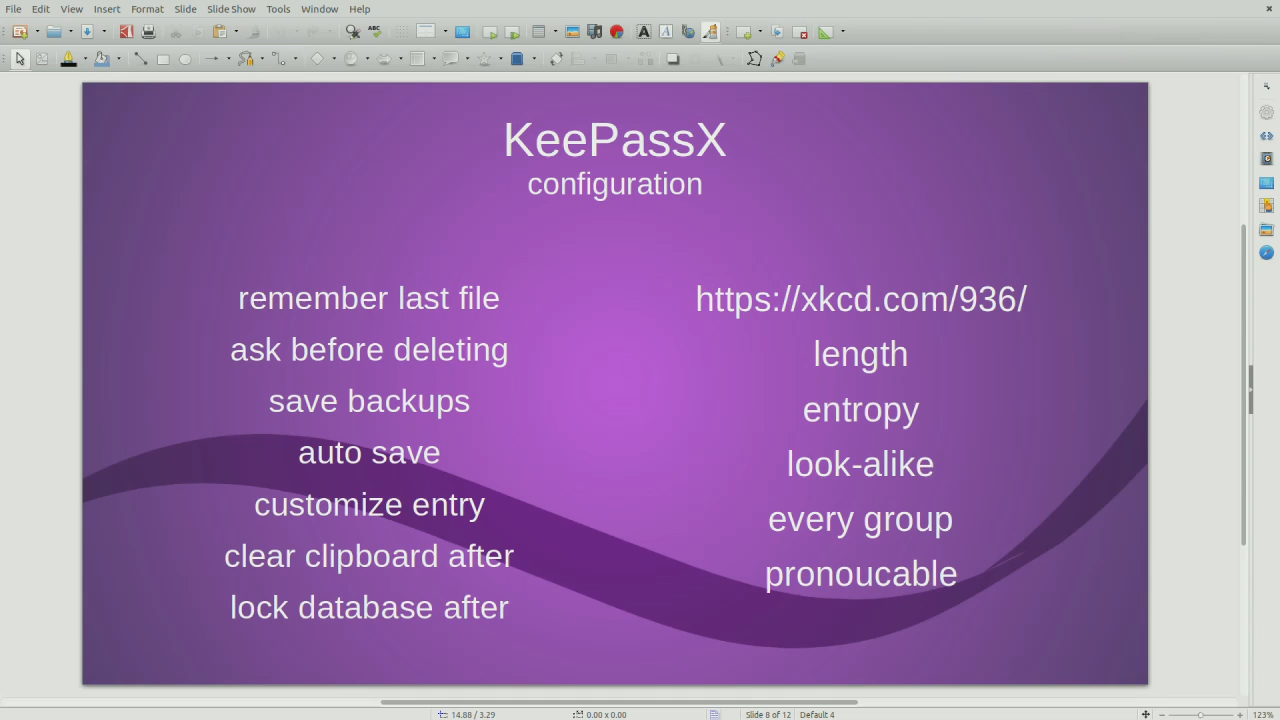 File Edit View Insert Format Slide Slide Show Tools Window Help
KeePassX
configuration
remember last file
ask before deleting
save backups
auto save
customize entry
clear clipboard after
lock database after
https://xkcd.com/936/
length
entropy
look-alike
every group
pronoucable
14.88 / 3.29 0.00 x 0.00 Slide 8 of 12 Default 4 123%